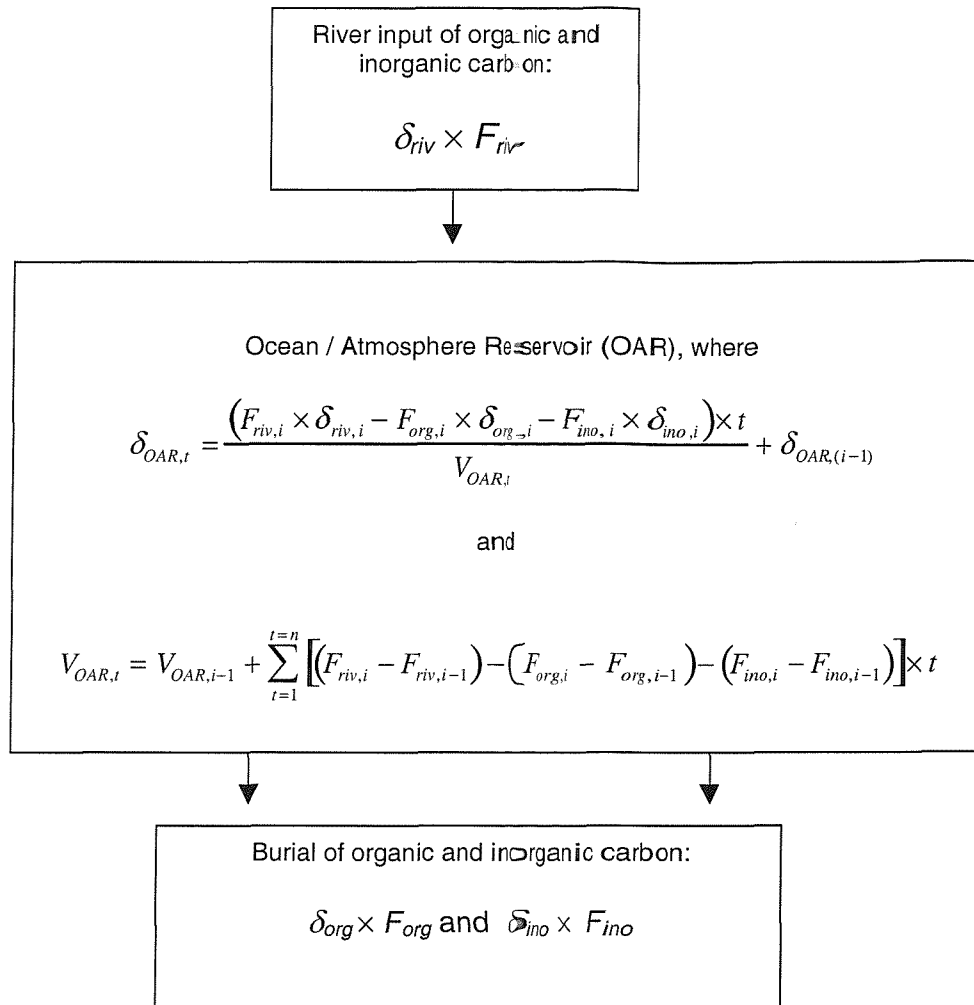 River input of organic and
inorganic carbon:
δriv × Friv
Ocean / Atmosphere Reservoir (OAR), where
δOAR,t = (Friv,i × δriv,i − Forg,i × δorg,i − Fino,i × δino,i) × t / VOAR,t + δOAR,(i−1)
and
VOAR,t = VOAR,i−1 + ∑t=1t=n [(Friv,i − Friv,i−1) − (Forg,i − Forg,i−1) − (Fino,i − Fino,i−1)] × t
Burial of organic and inorganic carbon:
δorg × Forg and δino × Fino